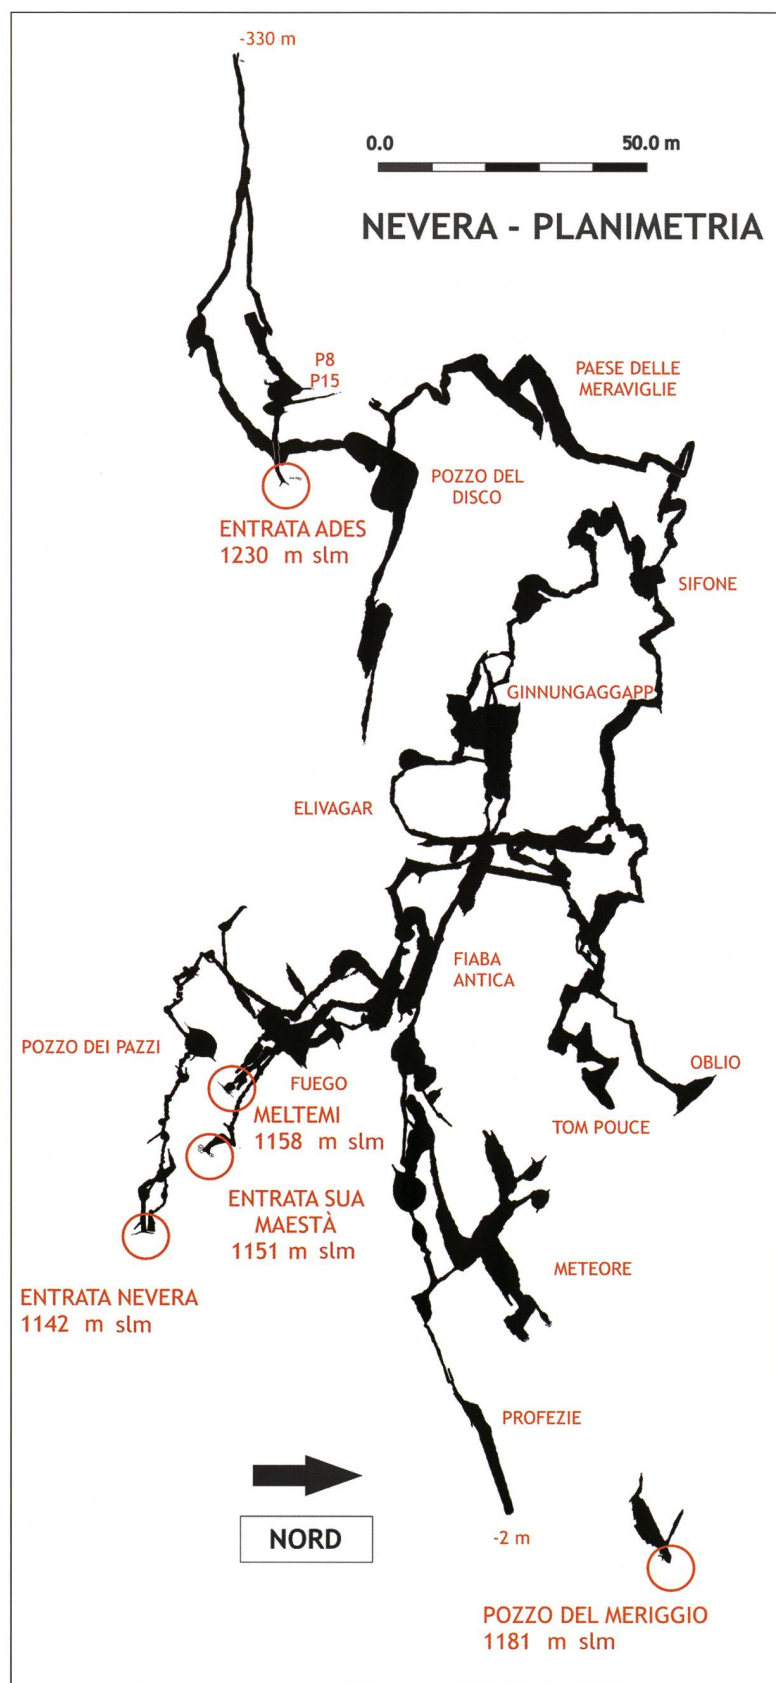 -330 m
0.0 50.0 m
NEVERA - PLANIMETRIA
P8
P15
PAESE DELLE
MERAVIGLIE
POZZO DEL
DISCO
ENTRATA ADES
1230 m slm
SIFONE
GINNUNGAGGAPP
ELIVAGAR
FIABA
ANTICA
POZZO DEI PAZZI
FUEGO
OBLIO
MELTEMI
1158 m slm
TOM POUCE
ENTRATA SUA
MAESTÀ
1151 m slm
METEORE
ENTRATA NEVERA
1142 m slm
PROFEZIE
NORD
-2 m
POZZO DEL MERIGGIO
1181 m slm